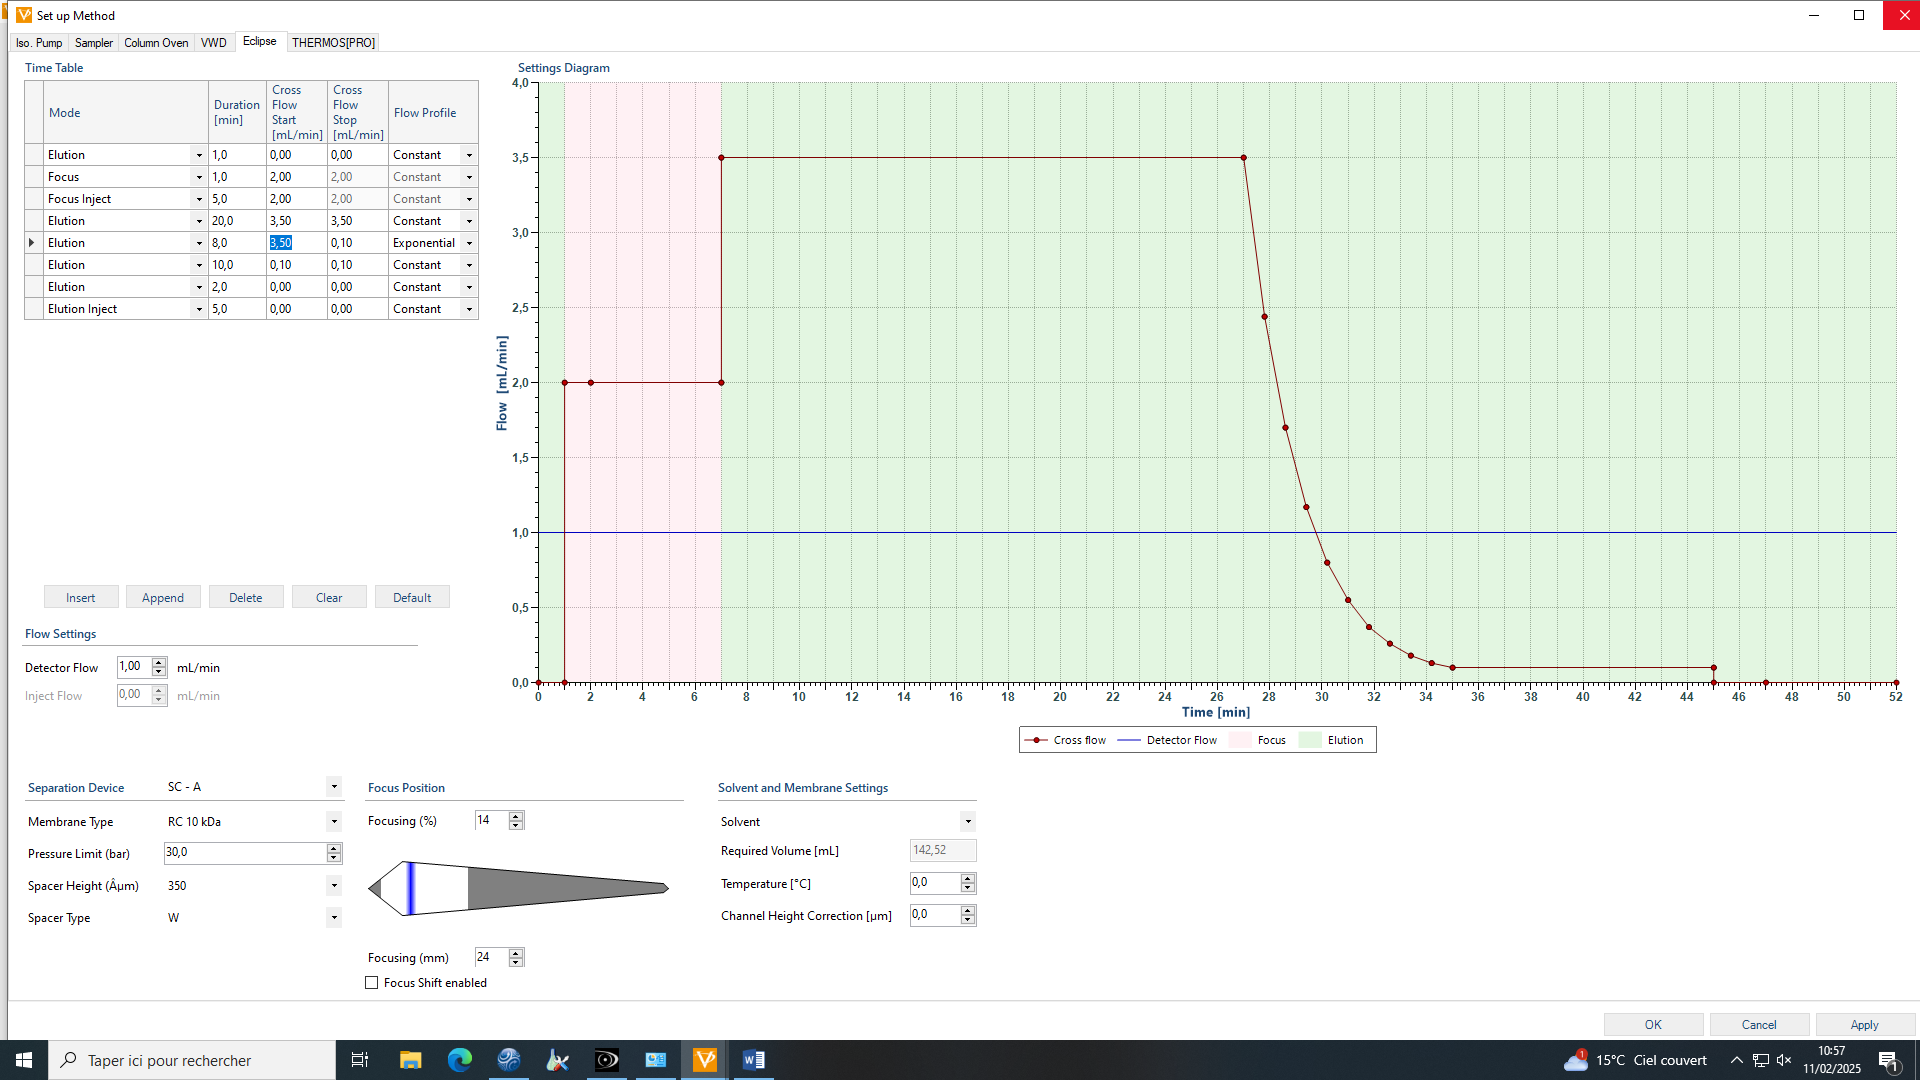 Set up Method
Iso. Pump Sampler Column Oven VWD Eclipse THERMOS[PRO]
Time Table
Mode Duration [min] Cross Flow Start [mL/min] Cross Flow Stop [mL/min] Flow Profile
Elution 1,0 0,00 0,00 Constant
Focus 1,0 2,00 2,00 Constant
Focus Inject 5,0 2,00 2,00 Constant
Elution 20,0 3,50 3,50 Constant
Elution 8,0 3,50 0,10 Exponential
Elution 10,0 0,10 0,10 Constant
Elution 2,0 0,00 0,00 Constant
Elution Inject 5,0 0,00 0,00 Constant
Insert Append Delete Clear Default
Flow Settings
Detector Flow 1,00 mL/min
Inject Flow 0,00 mL/min
Settings Diagram
4,0
3,5
3,0
2,5
2,0
1,5
1,0
0,5
0,0
Flow [mL/min]
0 2 4 6 8 10 12 14 16 18 20 22 24 26 28 30 32 34 36 38 40 42 44 46 48 50 52
Time [min]
Cross flow Detector Flow Focus Elution
Separation Device SC - A
Membrane Type RC 10 kDa
Pressure Limit (bar) 30,0
Spacer Height (Âµm) 350
Spacer Type W
Focus Position
Focusing (%) 14
Focusing (mm) 24
Focus Shift enabled
Solvent and Membrane Settings
Solvent
Required Volume [mL] 142,52
Temperature [°C] 0,0
Channel Height Correction [µm] 0,0
OK Cancel Apply
Taper ici pour rechercher
1
15°C Ciel couvert
10:57
11/02/2025
1